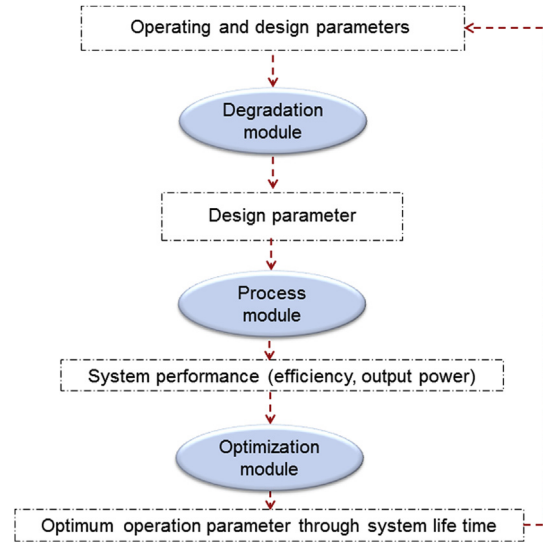 Operating and design parameters
Degradation
module
Design parameter
Process
module
System performance (efficiency, output power)
Optimization
module
Optimum operation parameter through system life time